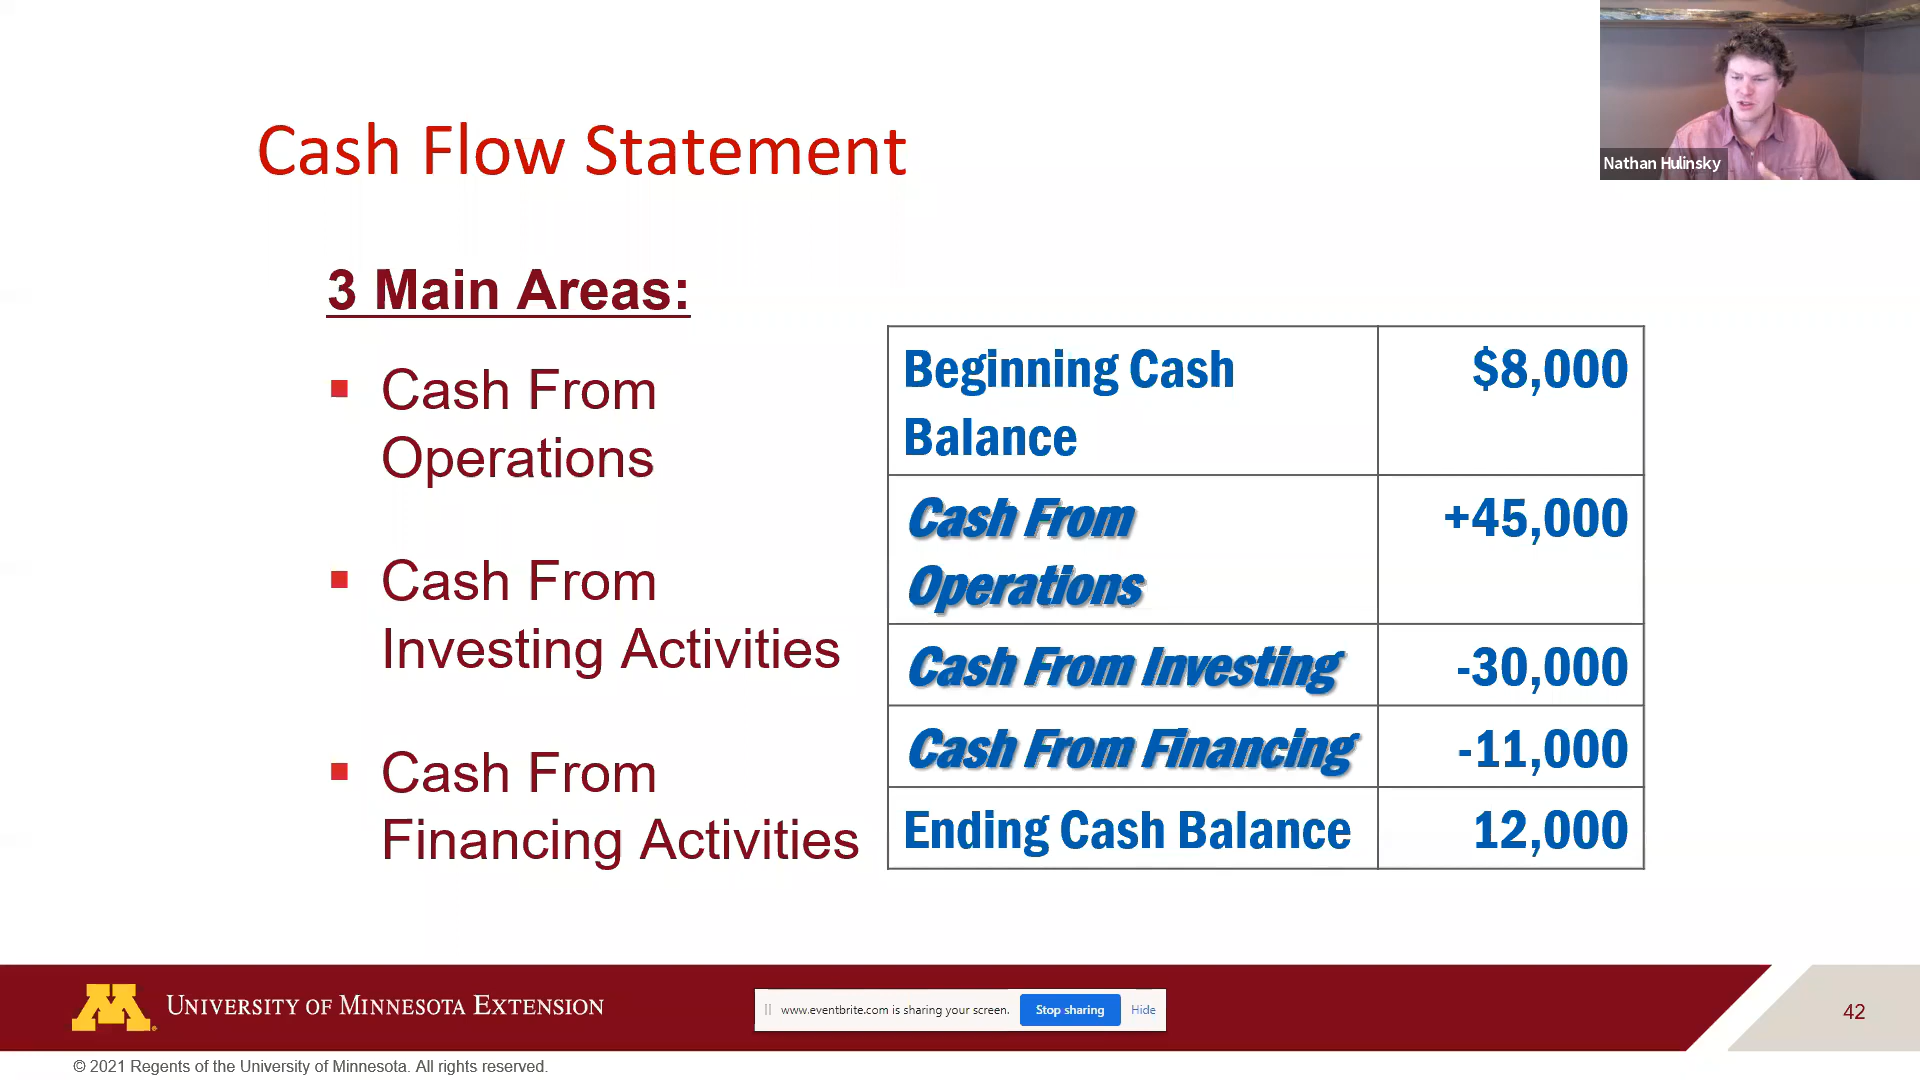 Cash Flow Statement
Nathan Hulinsky
3 Main Areas:
▪ Cash From
Operations
▪ Cash From
Investing Activities
▪ Cash From
Financing Activities
Beginning Cash $8,000
Balance
Cash From +45,000
Operations
Cash From Investing -30,000
Cash From Financing -11,000
Ending Cash Balance 12,000
M University of Minnesota Extension
www.eventbrite.com is sharing your screen. Stop sharing Hide
42
© 2021 Regents of the University of Minnesota. All rights reserved.